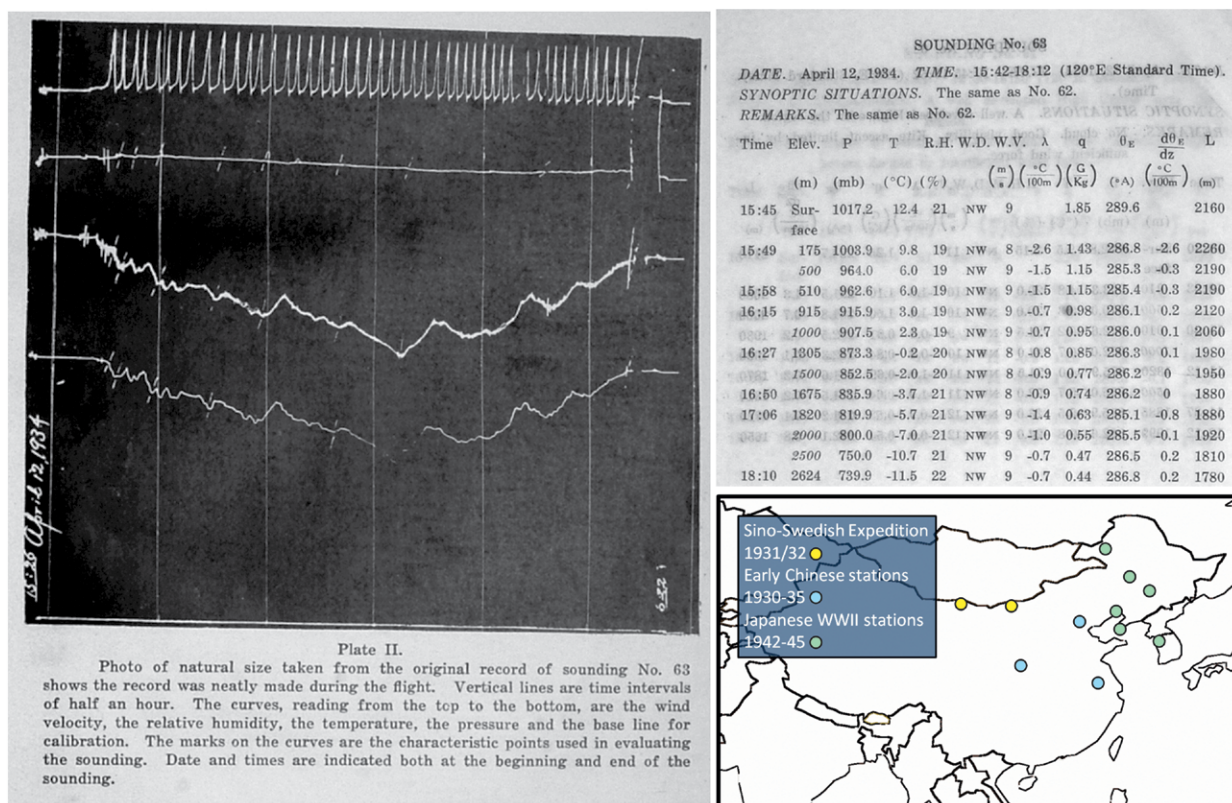 15:26 April 12, 1934
Plate II.
Photo of natural size taken from the original record of sounding No. 63
shows the record was neatly made during the flight. Vertical lines are time intervals
of half an hour. The curves, reading from the top to the bottom, are the wind
velocity, the relative humidity, the temperature, the pressure and the base line for
calibration. The marks on the curves are the characteristic points used in evaluating
the sounding. Date and times are indicated both at the beginning and end of the
sounding.
SOUNDING No. 63
DATE. April 12, 1934. TIME. 15:42-18:12 (120°E Standard Time).
SYNOPTIC SITUATIONS. The same as No. 62.
REMARKS. The same as No. 62.
Time Elev. P T R.H. W.D. W.V. λ q θE dθE/dz L
(m) (mb) (°C) (%) (m/s) (°C/100m) (G/Kg) (°A) (°C/100m) (m)
15:45 Sur- 1017.2 12.4 21 NW 9 1.85 289.6 2160
face
15:49 175 1003.9 9.8 19 NW 8 -2.6 1.43 286.8 -2.6 2260
500 964.0 6.0 19 NW 9 -1.5 1.15 285.3 -0.3 2190
15:58 510 962.6 6.0 19 NW 9 -1.5 1.15 285.4 -0.3 2190
16:15 915 915.9 3.0 19 NW 9 -0.7 0.98 286.1 0.2 2120
1000 907.5 2.3 19 NW 9 -0.7 0.95 286.0 0.1 2060
16:27 1305 873.3 -0.2 20 NW 8 -0.8 0.85 286.3 0.1 1980
1500 852.5 -2.0 20 NW 8 -0.9 0.77 286.2 0 1950
16:50 1675 835.9 -3.7 21 NW 8 -0.9 0.74 286.2 0 1880
17:06 1820 819.9 -5.7 21 NW 9 -1.4 0.63 285.1 -0.8 1880
2000 800.0 -7.0 21 NW 9 -1.0 0.55 285.5 -0.1 1920
2500 750.0 -10.7 21 NW 9 -0.7 0.47 286.5 0.2 1810
18:10 2624 739.9 -11.5 22 NW 9 -0.7 0.44 286.8 0.2 1780
Sino-Swedish Expedition
1931/32
Early Chinese stations
1930-35
Japanese WWII stations
1942-45